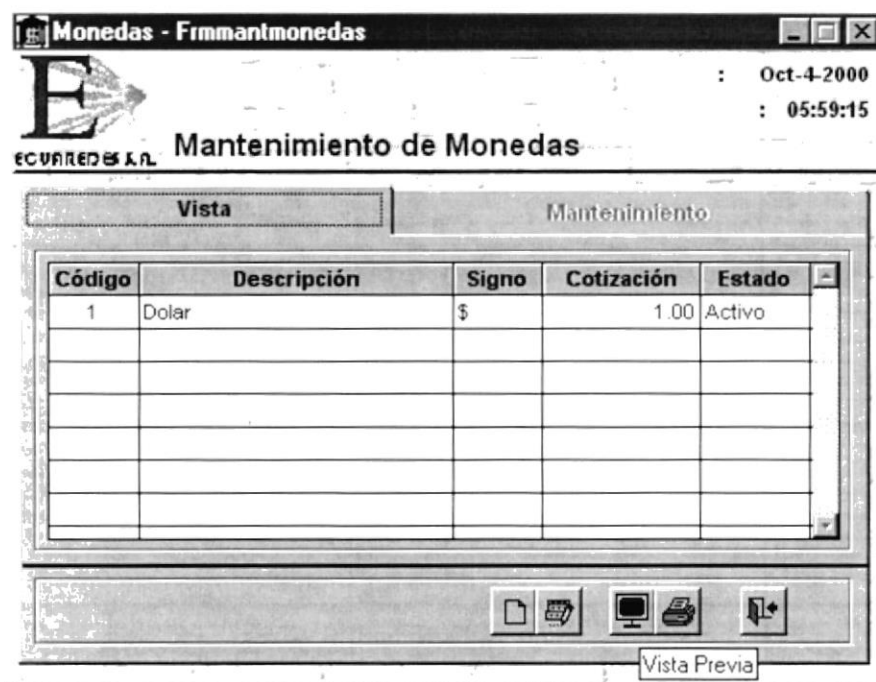 Monedas - Frmmantmonedas
: Oct-4-2000
: 05:59:15
E
ECUAREDES S.A.
Mantenimiento de Monedas
Vista Mantenimiento
Código Descripción Signo Cotización Estado
1 Dolar $ 1.00 Activo
Vista Previa